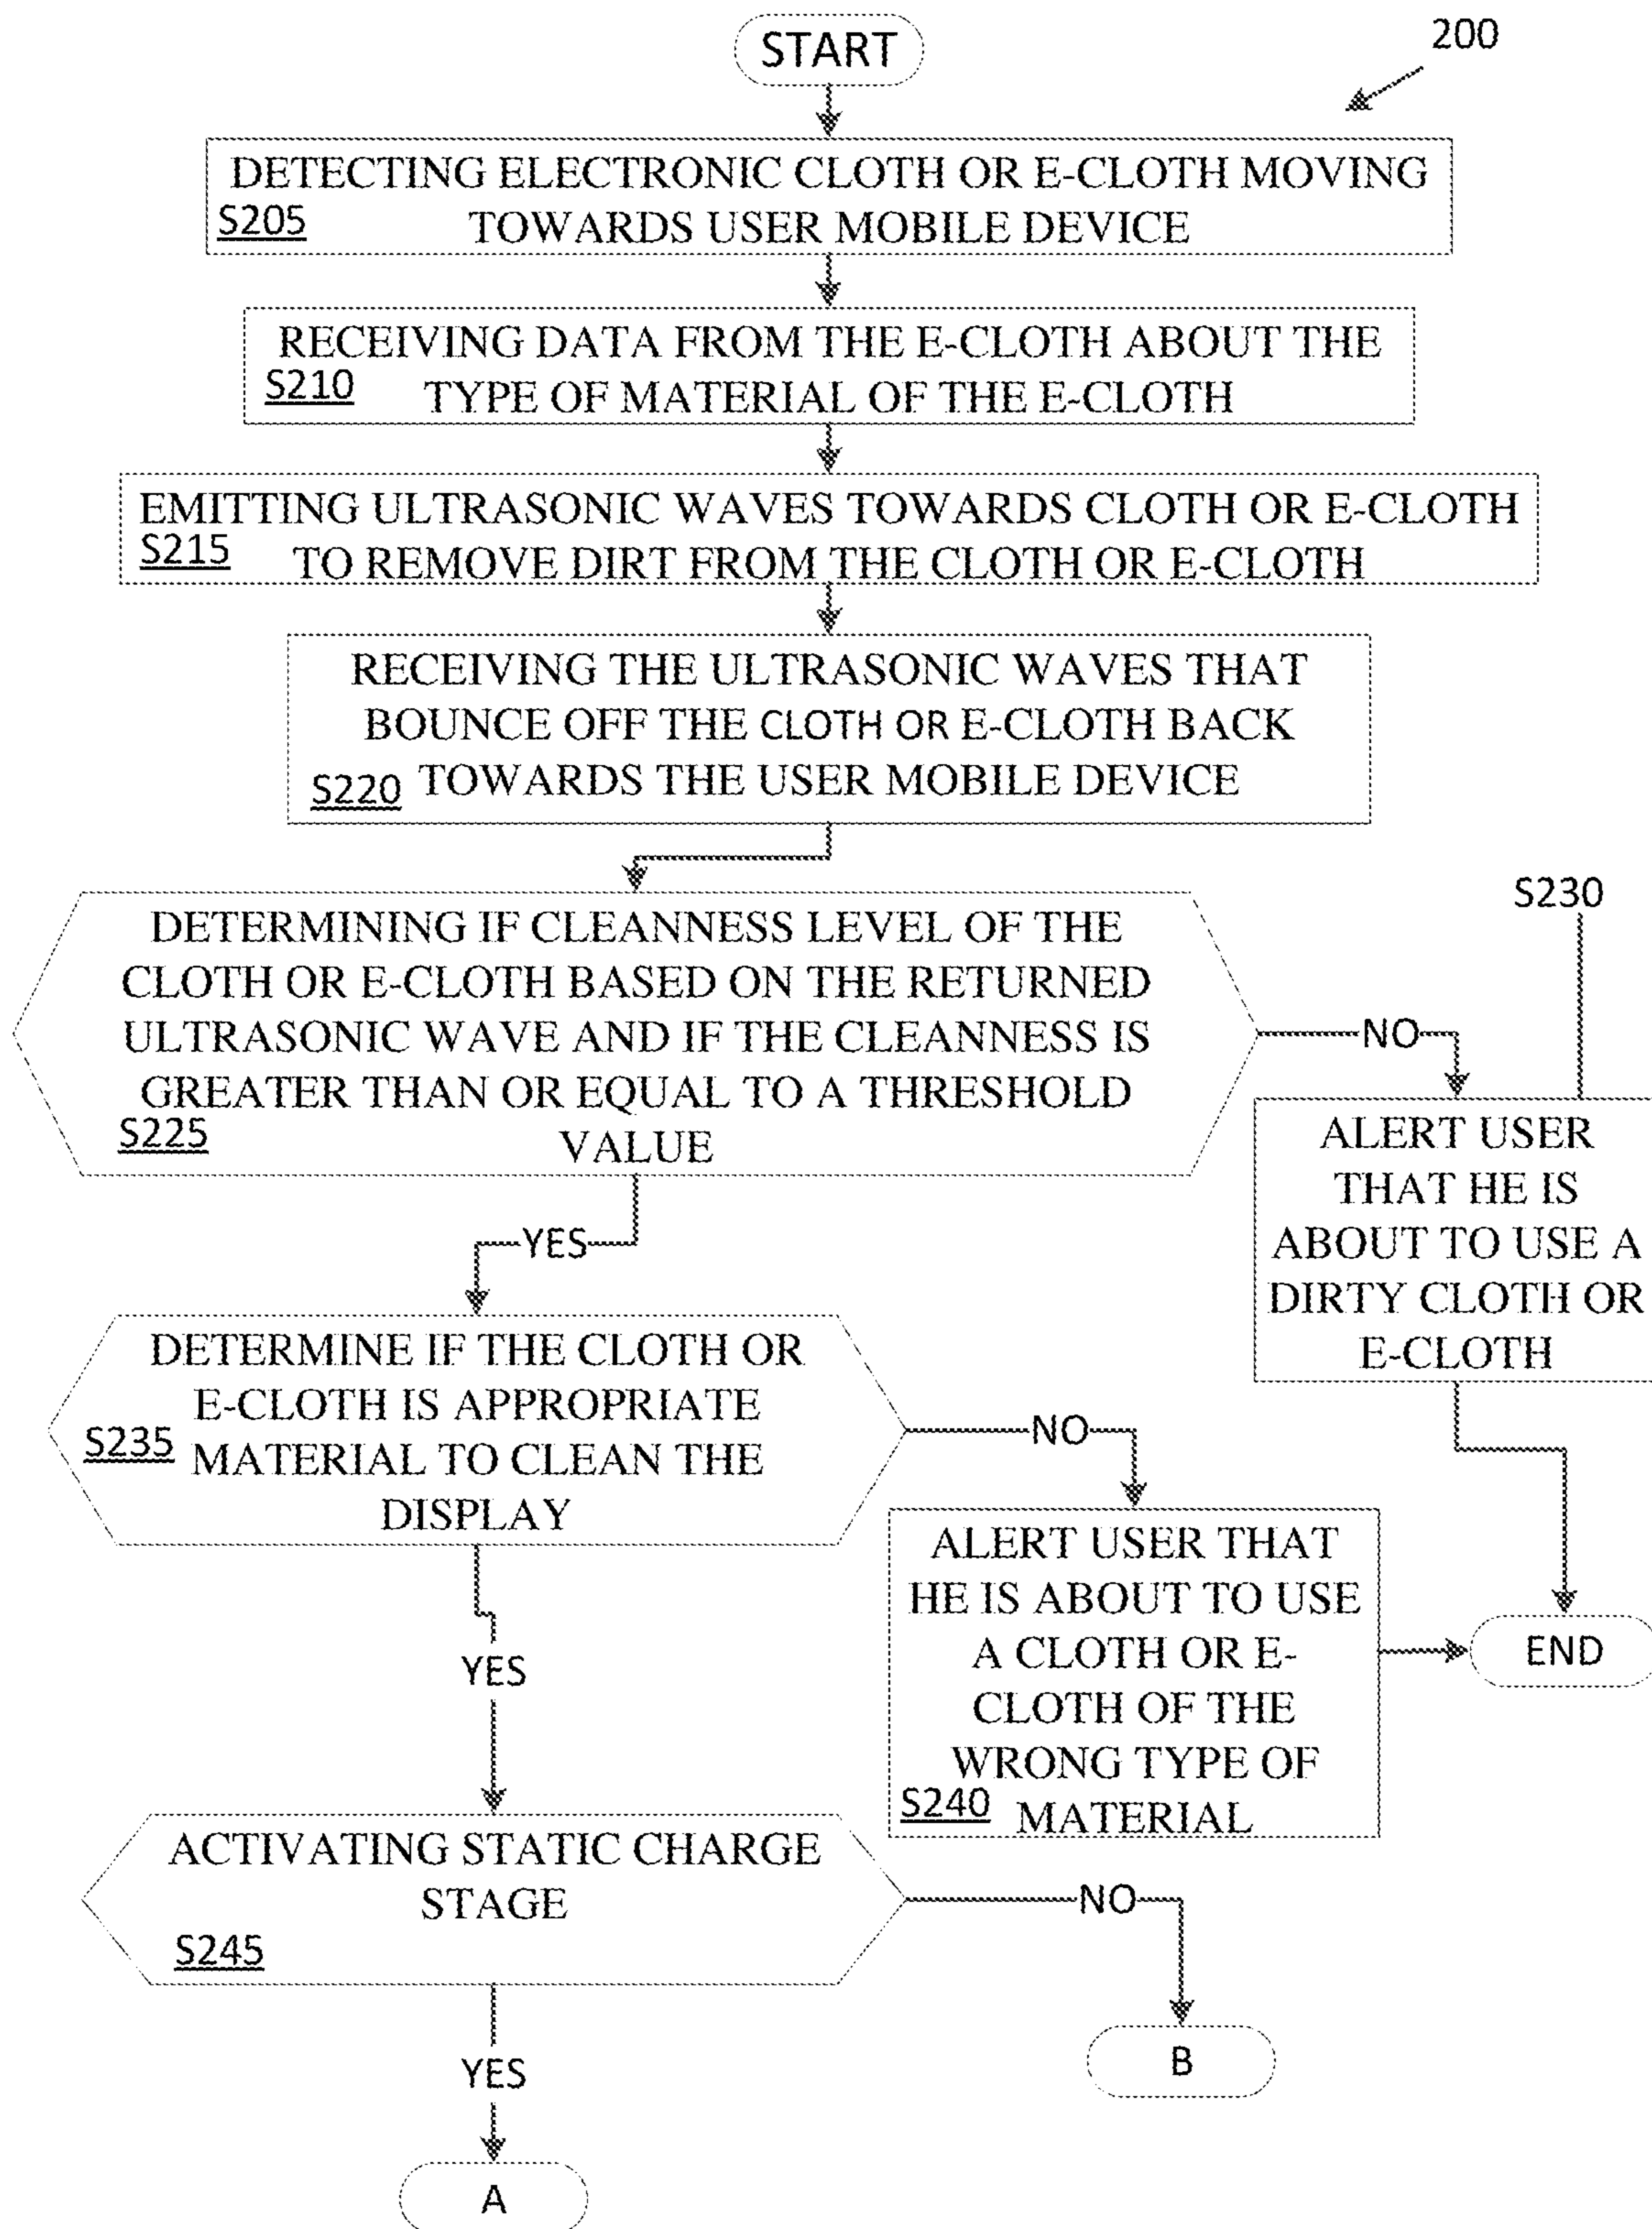 START
200
DETECTING ELECTRONIC CLOTH OR E-CLOTH MOVING
S205
TOWARDS USER MOBILE DEVICE
RECEIVING DATA FROM THE E-CLOTH ABOUT THE
S210
TYPE OF MATERIAL OF THE E-CLOTH
EMITTING ULTRASONIC WAVES TOWARDS CLOTH OR E-CLOTH
S215
TO REMOVE DIRT FROM THE CLOTH OR E-CLOTH
RECEIVING THE ULTRASONIC WAVES THAT
BOUNCE OFF THE CLOTH OR E-CLOTH BACK
S220
TOWARDS THE USER MOBILE DEVICE
DETERMINING IF CLEANNESS LEVEL OF THE
CLOTH OR E-CLOTH BASED ON THE RETURNED
ULTRASONIC WAVE AND IF THE CLEANNESS IS
GREATER THAN OR EQUAL TO A THRESHOLD
S225
VALUE
NO
S230
ALERT USER
THAT HE IS
ABOUT TO USE A
DIRTY CLOTH OR
E-CLOTH
YES
DETERMINE IF THE CLOTH OR
E-CLOTH IS APPROPRIATE
S235
MATERIAL TO CLEAN THE
DISPLAY
NO
ALERT USER THAT
HE IS ABOUT TO USE
A CLOTH OR E-
CLOTH OF THE
WRONG TYPE OF
S240
MATERIAL
END
YES
ACTIVATING STATIC CHARGE
STAGE
S245
NO
B
YES
A